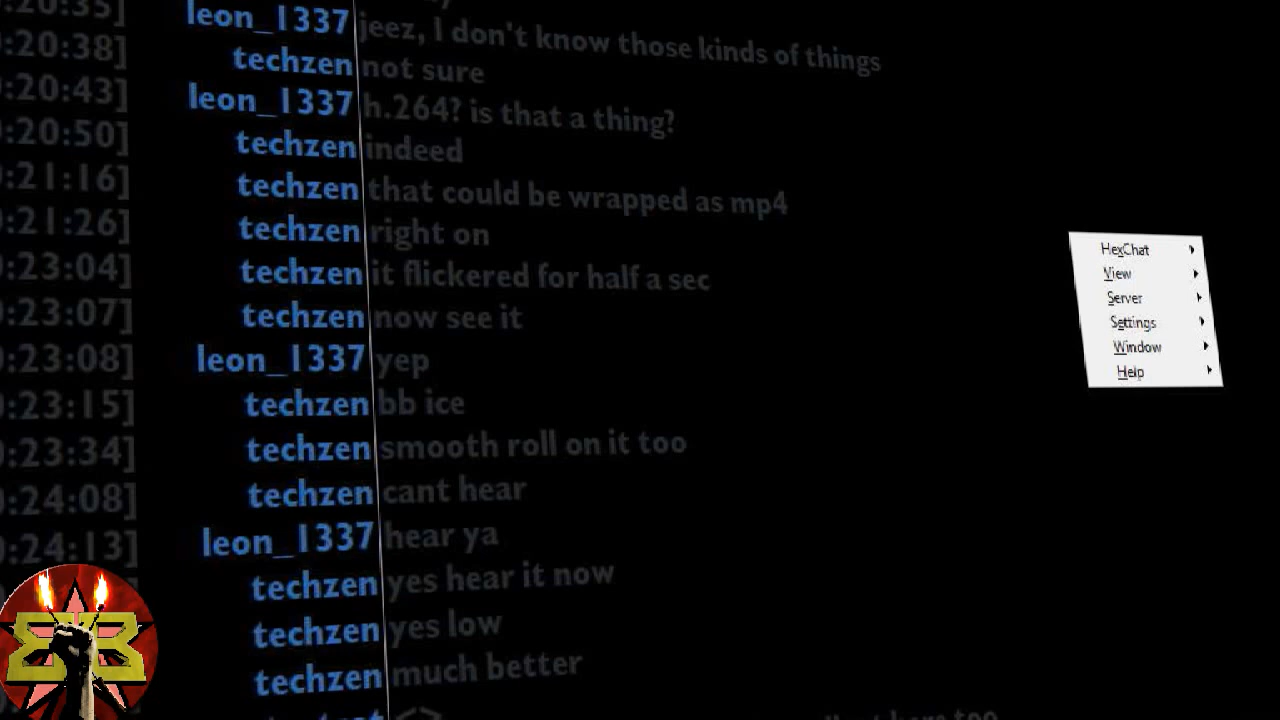 :20:35] leon_1337 jeez, I don't know those kinds of things
:20:38] techzen not sure
:20:43] leon_1337 h.264? is that a thing?
:20:50] techzen indeed
:21:16] techzen that could be wrapped as mp4
:21:26] techzen right on
:23:04] techzen it flickered for half a sec
:23:07] techzen now see it
:23:08] leon_1337 yep
:23:15] techzen bb ice
:23:34] techzen smooth roll on it too
:24:08] techzen cant hear
:24:13] leon_1337 hear ya
techzen yes hear it now
techzen yes low
techzen much better
<> here too
HexChat
View
Server
Settings
Window
Help